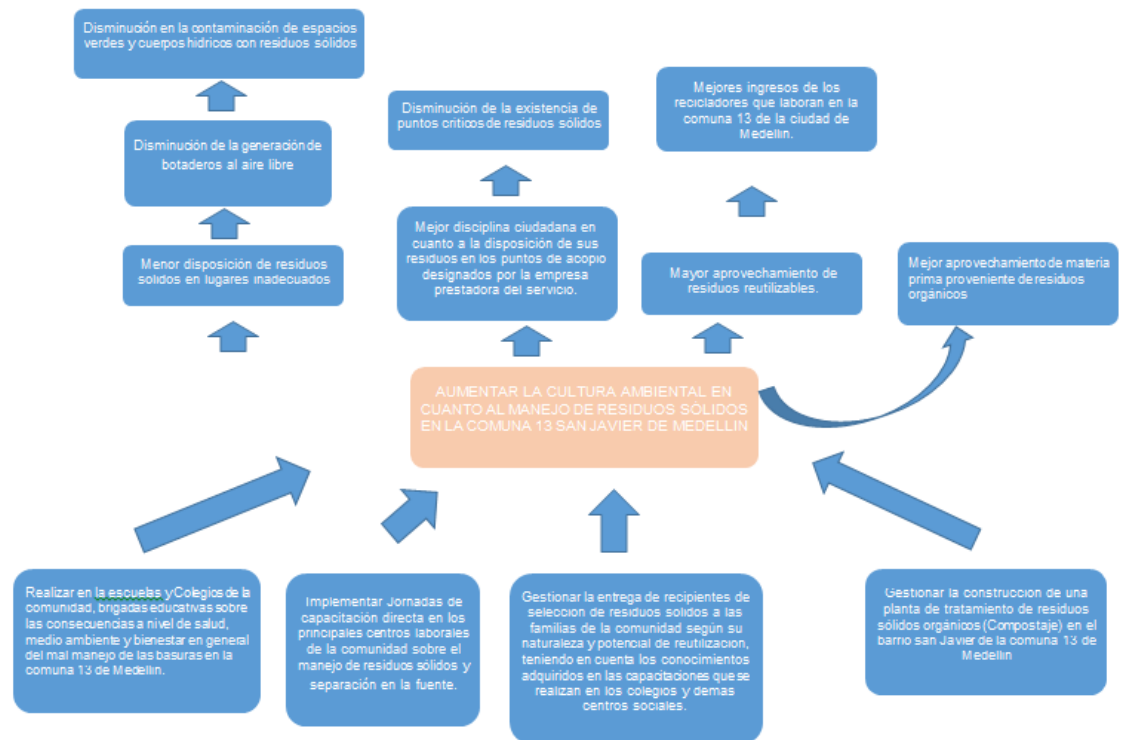 Disminución en la contaminación de espacios
verdes y cuerpos hidricos con residuos sólidos
Disminución de la existencia de
puntos criticos de residuos sólidos
Mejores ingresos de los
recicladores que laboran en la
comuna 13 de la ciudad de
Medellin.
Disminución de la generación de
botaderos al aire libre
Menor disposición de residuos
solidos en lugares inadecuados
Mejor disciplina ciudadana en
cuanto a la disposición de sus
residuos en los puntos de acopio
designados por la empresa
prestadora del servicio.
Mayor aprovechamiento de
residuos reutilizables.
Mejor aprovechamiento de materia
prima proveniente de residuos
orgánicos
AUMENTAR LA CULTURA AMBIENTAL EN
CUANTO AL MANEJO DE RESIDUOS SÓLIDOS
EN LA COMUNA 13 SAN JAVIER DE MEDELLIN
Realizar en la escuelas y Colegios de la
comunidad, brigadas educativas sobre
las consecuencias a nivel de salud,
medio ambiente y bienestar en general
del mal manejo de las basuras en la
comuna 13 de Medellin.
Implementar Jornadas de
capacitación directa en los
principales centros laborales
de la comunidad sobre el
manejo de residuos sólidos y
separación en la fuente.
Gestionar la entrega de recipientes de
selección de residuos solidos a las
familias de la comunidad según su
naturaleza y potencial de reutilización,
teniendo en cuenta los conocimientos
adquiridos en las capacitaciones que se
realizan en los colegios y demas
centros sociales.
Gestionar la construcción de una
planta de tratamiento de residuos
sólidos orgánicos (Compostaje) en el
barrio san Javier de la comuna 13 de
Medellin